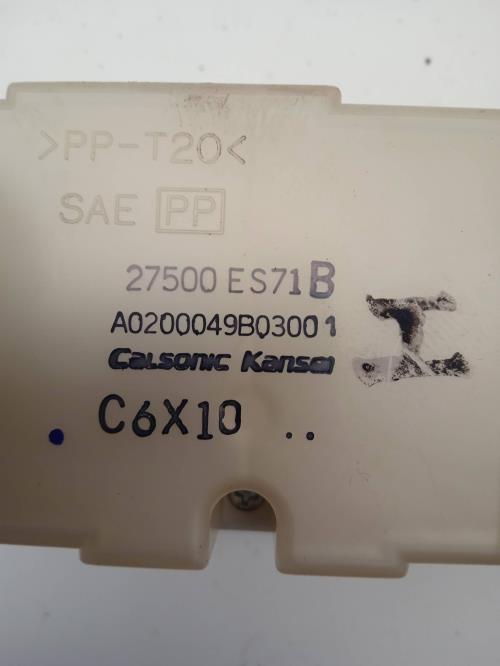 >PP-T20<
SAE PP
27500 ES71B
A0200049B03001
Calsonic Kansei
C6X10 ..
I